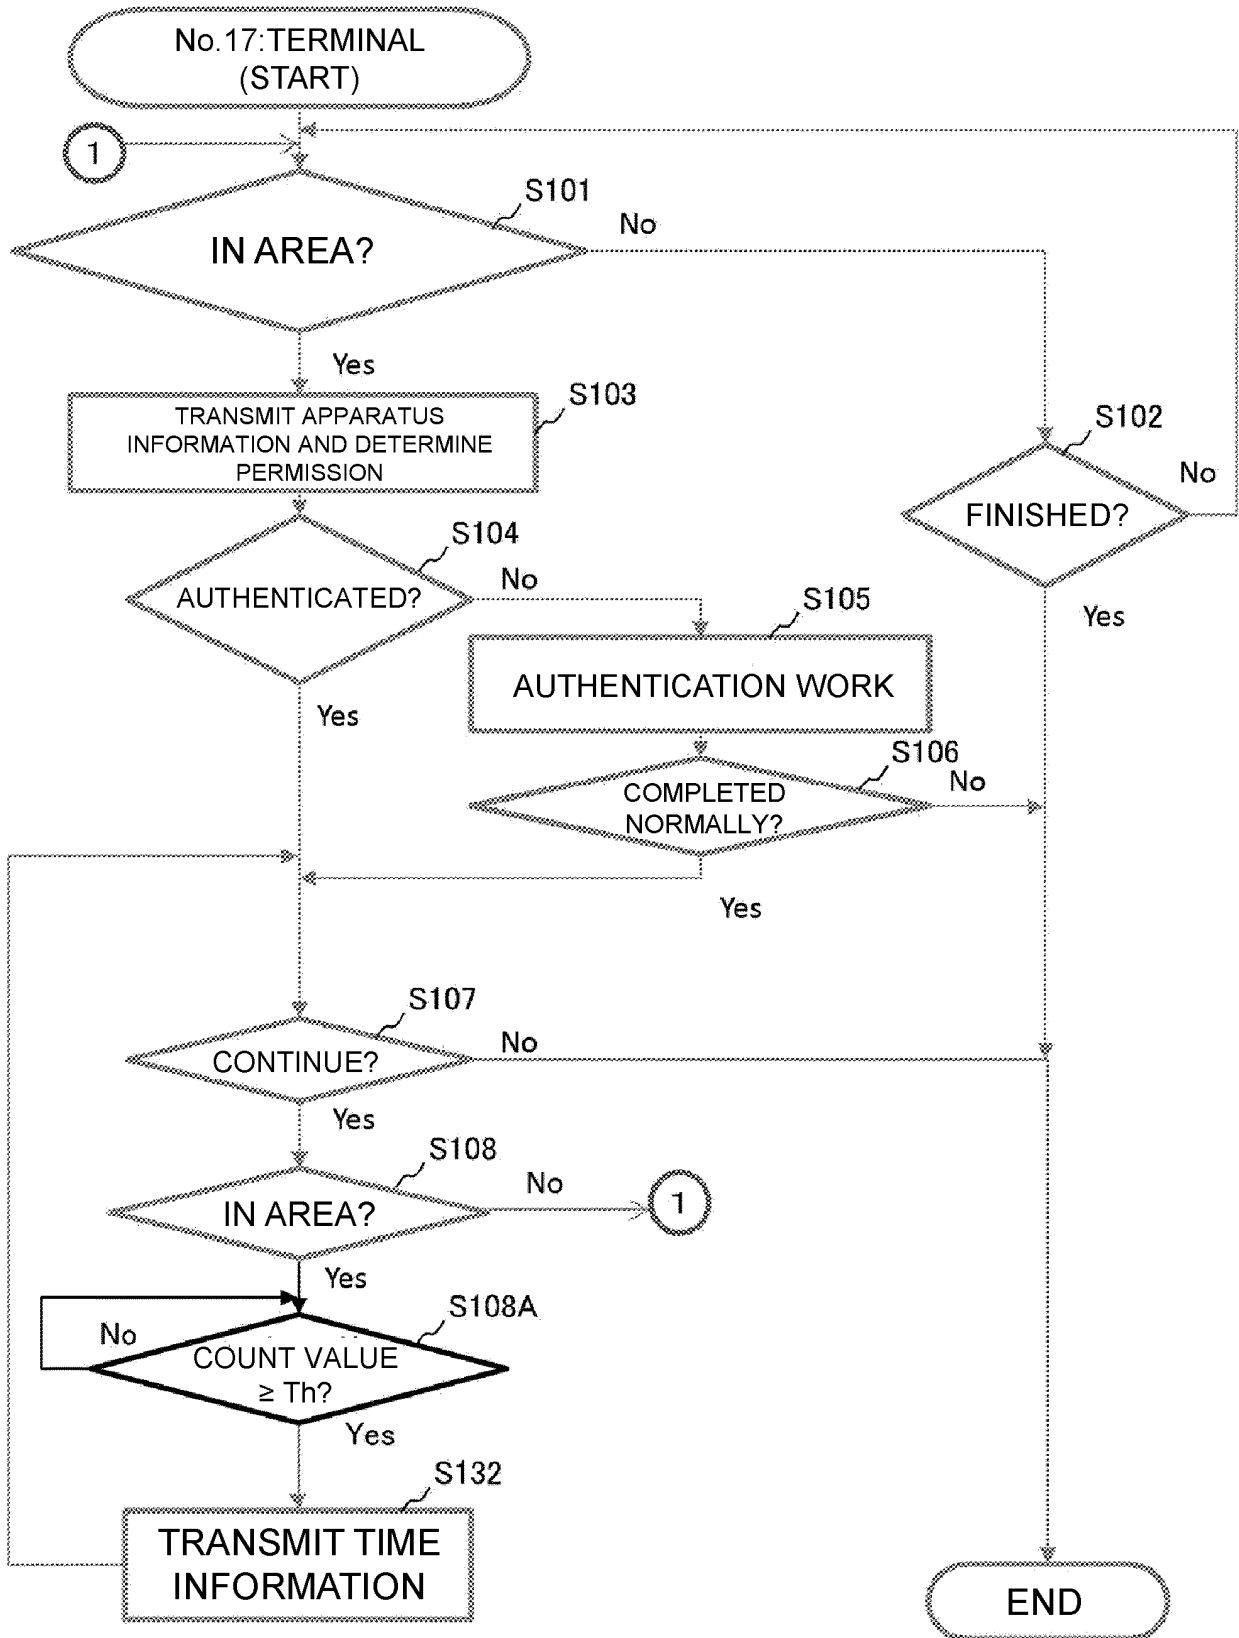 No.17:TERMINAL
(START)
1
S101
No
IN AREA?
Yes
S103
TRANSMIT APPARATUS
INFORMATION AND DETERMINE
PERMISSION
S102
No
FINISHED?
Yes
S104
No
AUTHENTICATED?
Yes
S105
AUTHENTICATION WORK
S106
No
COMPLETED
NORMALLY?
Yes
S107
No
CONTINUE?
Yes
S108
No
1
IN AREA?
Yes
S108A
No
COUNT VALUE
≥ Th?
Yes
S132
TRANSMIT TIME
INFORMATION
END